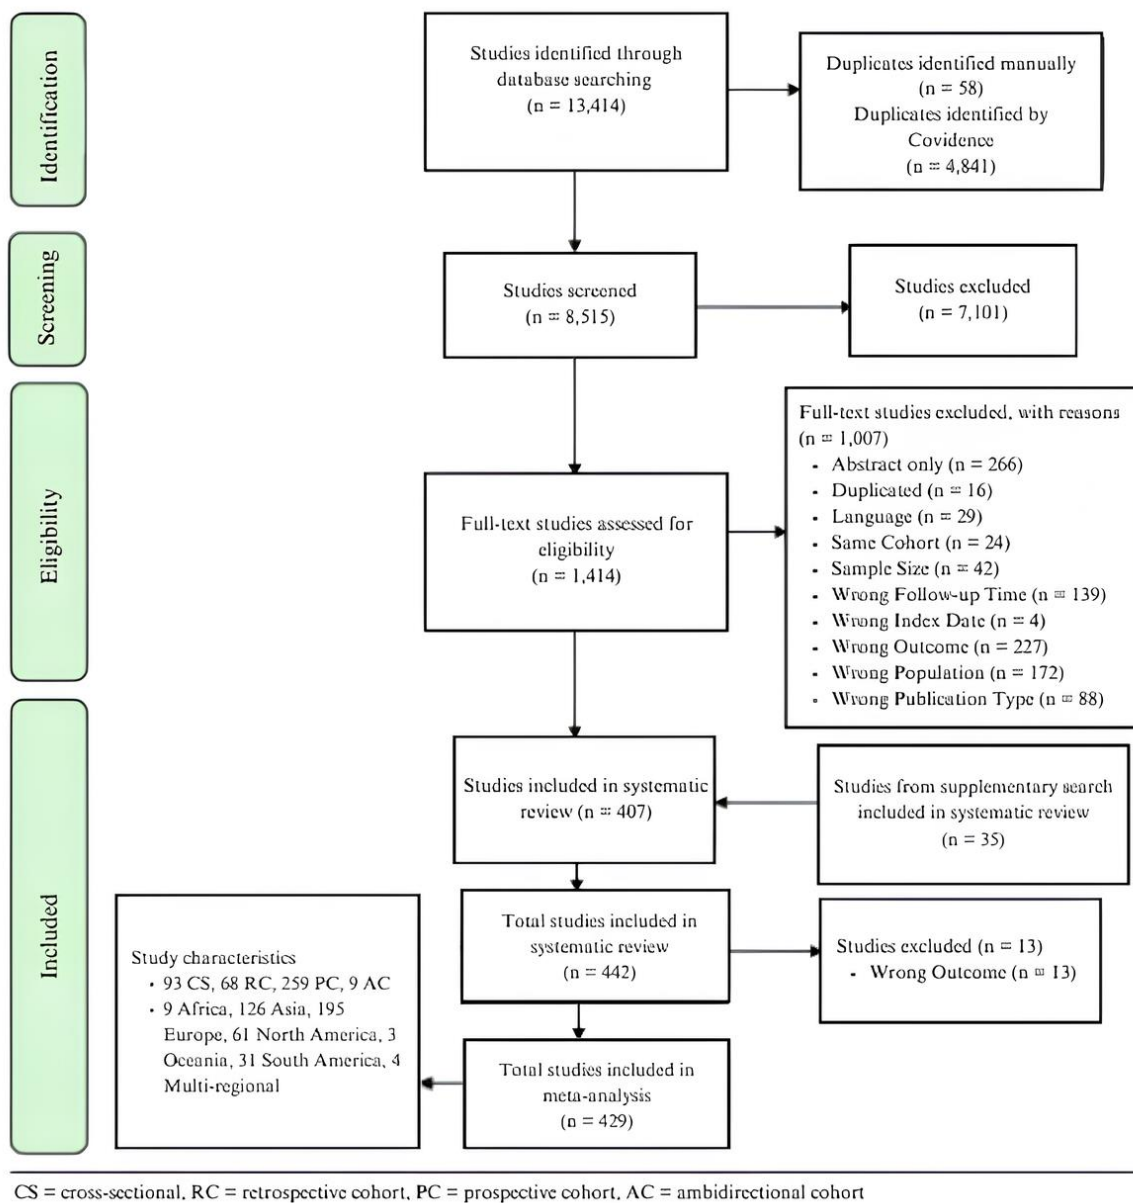 Identification
Studies identified through
database searching
(n = 13,414)
Duplicates identified manually
(n = 58)
Duplicates identified by
Covidence
(n = 4,841)
Screening
Studies screened
(n = 8,515)
Studies excluded
(n = 7,101)
Eligibility
Full-text studies assessed for
eligibility
(n = 1,414)
Full-text studies excluded, with reasons
(n = 1,007)
• Abstract only (n = 266)
• Duplicated (n = 16)
• Language (n = 29)
• Same Cohort (n = 24)
• Sample Size (n = 42)
• Wrong Follow-up Time (n = 139)
• Wrong Index Date (n = 4)
• Wrong Outcome (n = 227)
• Wrong Population (n = 172)
• Wrong Publication Type (n = 88)
Included
Studies included in systematic
review (n = 407)
Studies from supplementary search
included in systematic review
(n = 35)
Total studies included in
systematic review
(n = 442)
Studies excluded (n = 13)
• Wrong Outcome (n = 13)
Study characteristics
• 93 CS, 68 RC, 259 PC, 9 AC
• 9 Africa, 126 Asia, 195
Europe, 61 North America, 3
Oceania, 31 South America, 4
Multi-regional
Total studies included in
meta-analysis
(n = 429)
CS = cross-sectional, RC = retrospective cohort, PC = prospective cohort, AC = ambidirectional cohort